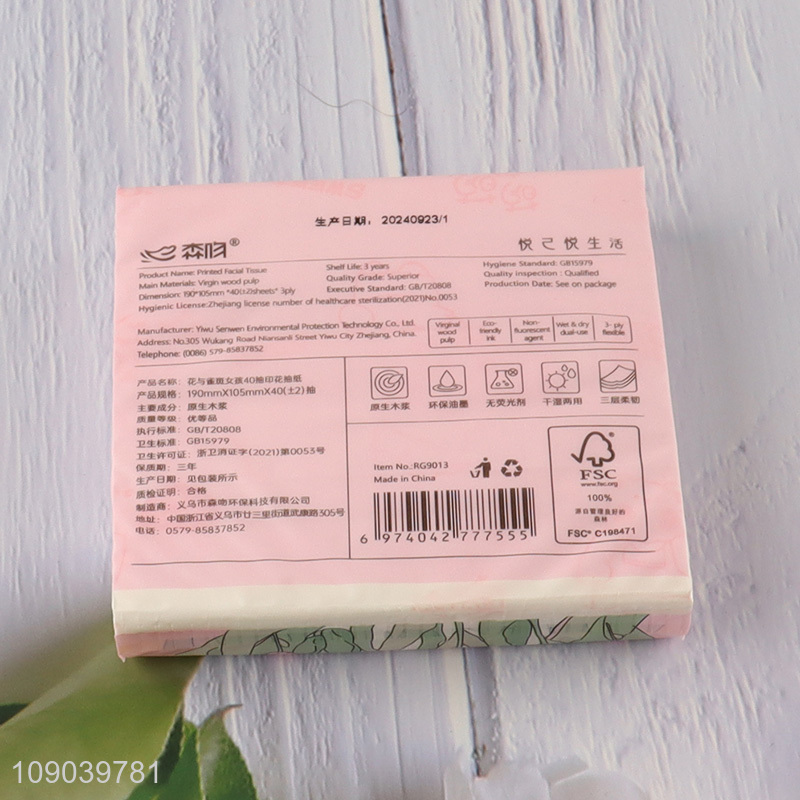 生产日期：20240923/1
森吻®
悦己悦生活
Product Name: Printed Facial Tissue
Main Materials: Virgin wood pulp
Dimension: 190*105mm *40(±2)sheets* 3ply
Hygienic License:Zhejiang license number of healthcare sterilization(2021)No.0053
Shelf Life: 3 years
Quality Grade: Superior
Executive Standard: GB/T20808
Hygiene Standard: GB15979
Quality inspection : Qualified
Production Date: See on package
Manufacturer: Yiwu Senwen Environmental Protection Technology Co., Ltd.
Address: No.305 Wukang Road Niansanli Street Yiwu City Zhejiang, China.
Telephone: (0086) 579-85837852
Virginal
wood
pulp
Eco-
friendly
ink
Non-
fluorescent
agent
Wet & dry
dual-use
3- ply
flexible
产品名称：花与雀斑女孩40抽印花抽纸
产品规格：190mmX105mmX40(±2)抽
主要成分：原生木浆
质量等级：优等品
执行标准：GB/T20808
卫生标准：GB15979
卫生许可证：浙卫消证字(2021)第0053号
保质期：三年
生产日期：见包装所示
质检证明：合格
制造商：义乌市森吻环保科技有限公司
地址：中国浙江省义乌市廿三里街道武康路305号
电话：0579-85837852
原生木浆
环保油墨
无荧光剂
干湿两用
三层柔韧
Item No.:RG9013
Made in China
6 974042 777555
FSC
www.fsc.org
100%
源自管理良好的
森林
FSC® C198471
109039781